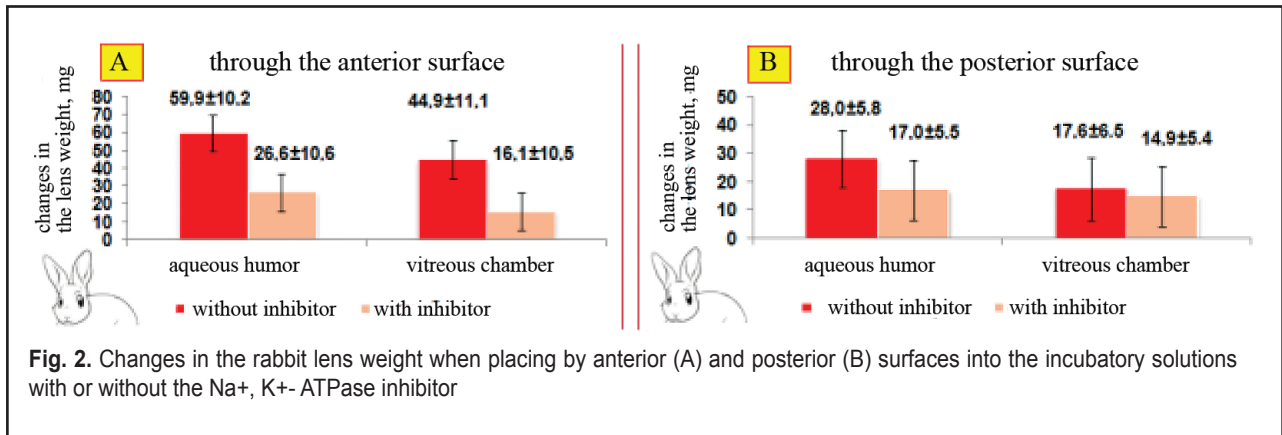 A
through the anterior surface
changes in
the lens weight, mg
80
70
60
50
40
30
20
10
0
59,9±10.2
26,6±10,6
44,9±11,1
16,1±10,5
aqueous humor
vitreous chamber
without inhibitor
with inhibitor
B
through the posterior surface
changes in
the lens weight, mg
50
40
30
20
10
0
28,0±5.8
17,0±5.5
17.6±6.5
14,9±5.4
aqueous humor
vitreous chamber
without inhibitor
with inhibitor
Fig. 2. Changes in the rabbit lens weight when placing by anterior (A) and posterior (B) surfaces into the incubatory solutions
with or without the Na+, K+- ATPase inhibitor